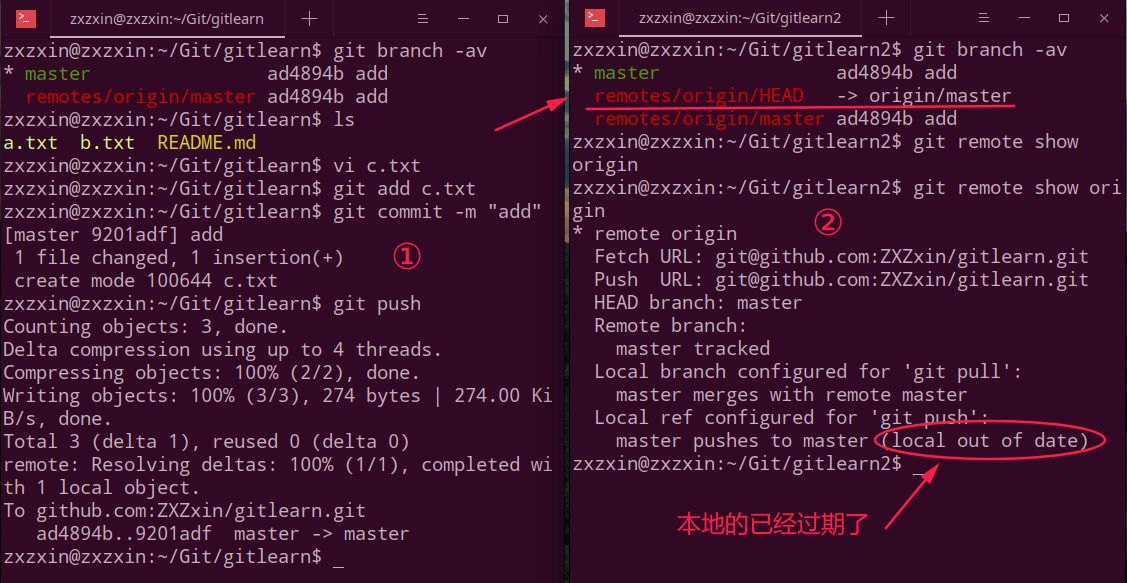 zxzxin@zxzxin:~/Git/gitlearn
zxzxin@zxzxin:~/Git/gitlearn$ git branch -av
* master                ad4894b add
  remotes/origin/master ad4894b add
zxzxin@zxzxin:~/Git/gitlearn$ ls
a.txt  b.txt  README.md
zxzxin@zxzxin:~/Git/gitlearn$ vi c.txt
zxzxin@zxzxin:~/Git/gitlearn$ git add c.txt
zxzxin@zxzxin:~/Git/gitlearn$ git commit -m "add"
[master 9201adf] add
 1 file changed, 1 insertion(+)
 create mode 100644 c.txt
①
zxzxin@zxzxin:~/Git/gitlearn$ git push
Counting objects: 3, done.
Delta compression using up to 4 threads.
Compressing objects: 100% (2/2), done.
Writing objects: 100% (3/3), 274 bytes | 274.00 Ki
B/s, done.
Total 3 (delta 1), reused 0 (delta 0)
remote: Resolving deltas: 100% (1/1), completed wi
th 1 local object.
To github.com:ZXZxin/gitlearn.git
   ad4894b..9201adf  master -> master
zxzxin@zxzxin:~/Git/gitlearn$ _
zxzxin@zxzxin:~/Git/gitlearn2
zxzxin@zxzxin:~/Git/gitlearn2$ git branch -av
* master                ad4894b add
  remotes/origin/HEAD   -> origin/master
  remotes/origin/master ad4894b add
zxzxin@zxzxin:~/Git/gitlearn2$ git remote show
origin
zxzxin@zxzxin:~/Git/gitlearn2$ git remote show ori
gin
②
* remote origin
  Fetch URL: git@github.com:ZXZxin/gitlearn.git
  Push  URL: git@github.com:ZXZxin/gitlearn.git
  HEAD branch: master
  Remote branch:
    master tracked
  Local branch configured for 'git pull':
    master merges with remote master
  Local ref configured for 'git push':
    master pushes to master (local out of date)
zxzxin@zxzxin:~/Git/gitlearn2$ _
本地的已经过期了